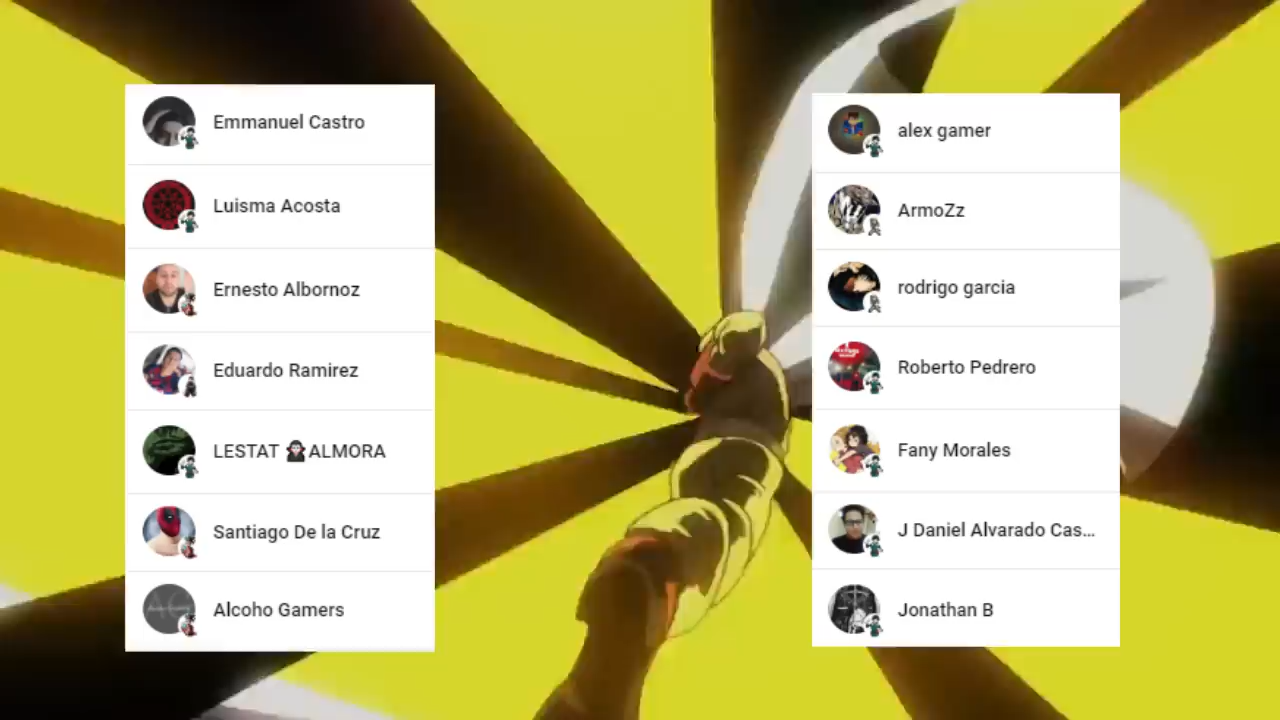 Emmanuel Castro
Luisma Acosta
Ernesto Albornoz
Eduardo Ramirez
LESTAT 🧛🏻‍♂️ALMORA
Santiago De la Cruz
Alcoho Gamers
alex gamer
ArmoZz
rodrigo garcia
Roberto Pedrero
Fany Morales
J Daniel Alvarado Cas...
Jonathan B